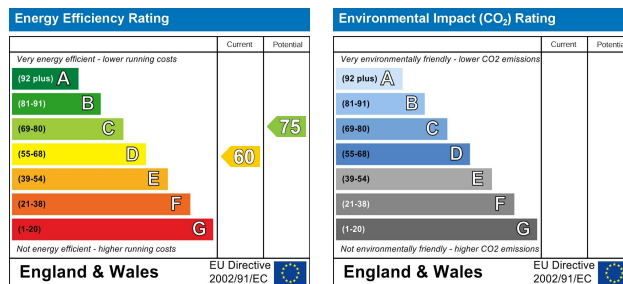 Energy Efficiency Rating
Current Potential
Very energy efficient - lower running costs
(92 plus) A
(81-91) B
(69-80) C
75
(55-68) D
60
(39-54) E
(21-38) F
(1-20) G
Not energy efficient - higher running costs
England & Wales
EU Directive
2002/91/EC
Environmental Impact (CO₂) Rating
Current Potential
Very environmentally friendly - lower CO2 emissions
(92 plus) A
(81-91) B
(69-80) C
(55-68) D
(39-54) E
(21-38) F
(1-20) G
Not environmentally friendly - higher CO2 emissions
England & Wales
EU Directive
2002/91/EC